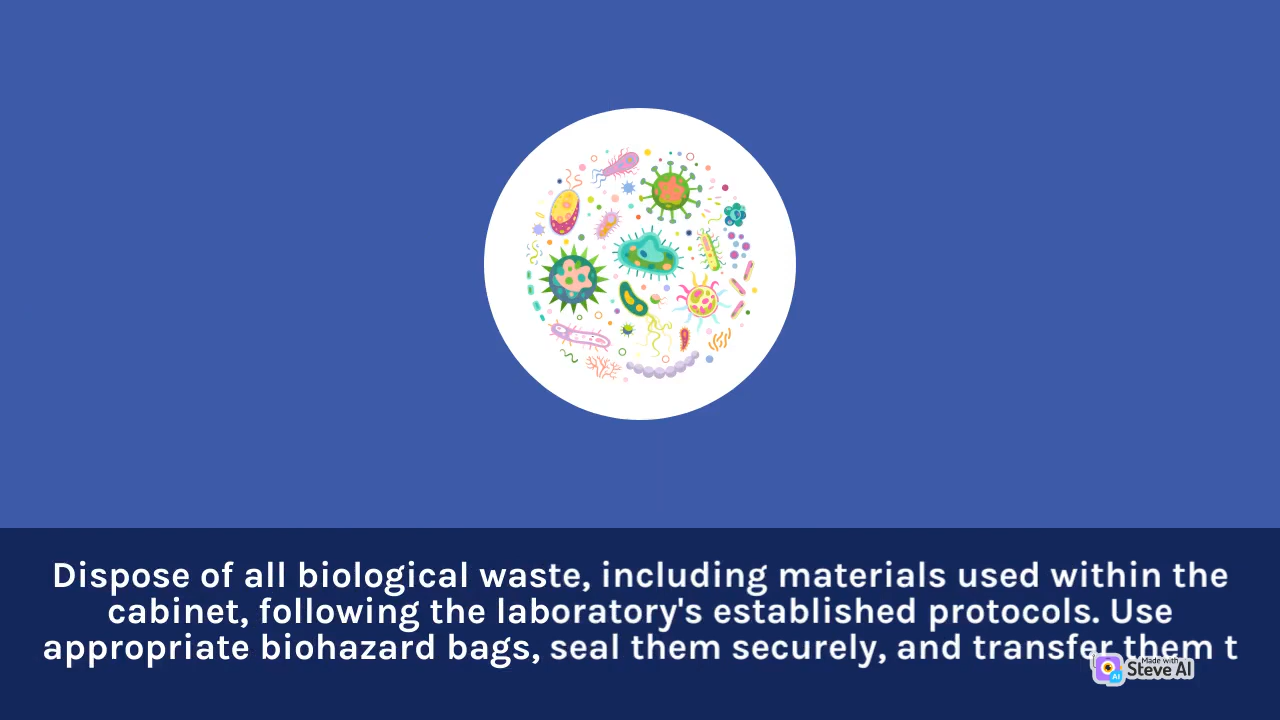 Dispose of all biological waste, including materials used within the
cabinet, following the laboratory's established protocols. Use
appropriate biohazard bags, seal them securely, and transfer them t
Made with
Steve AI
AI